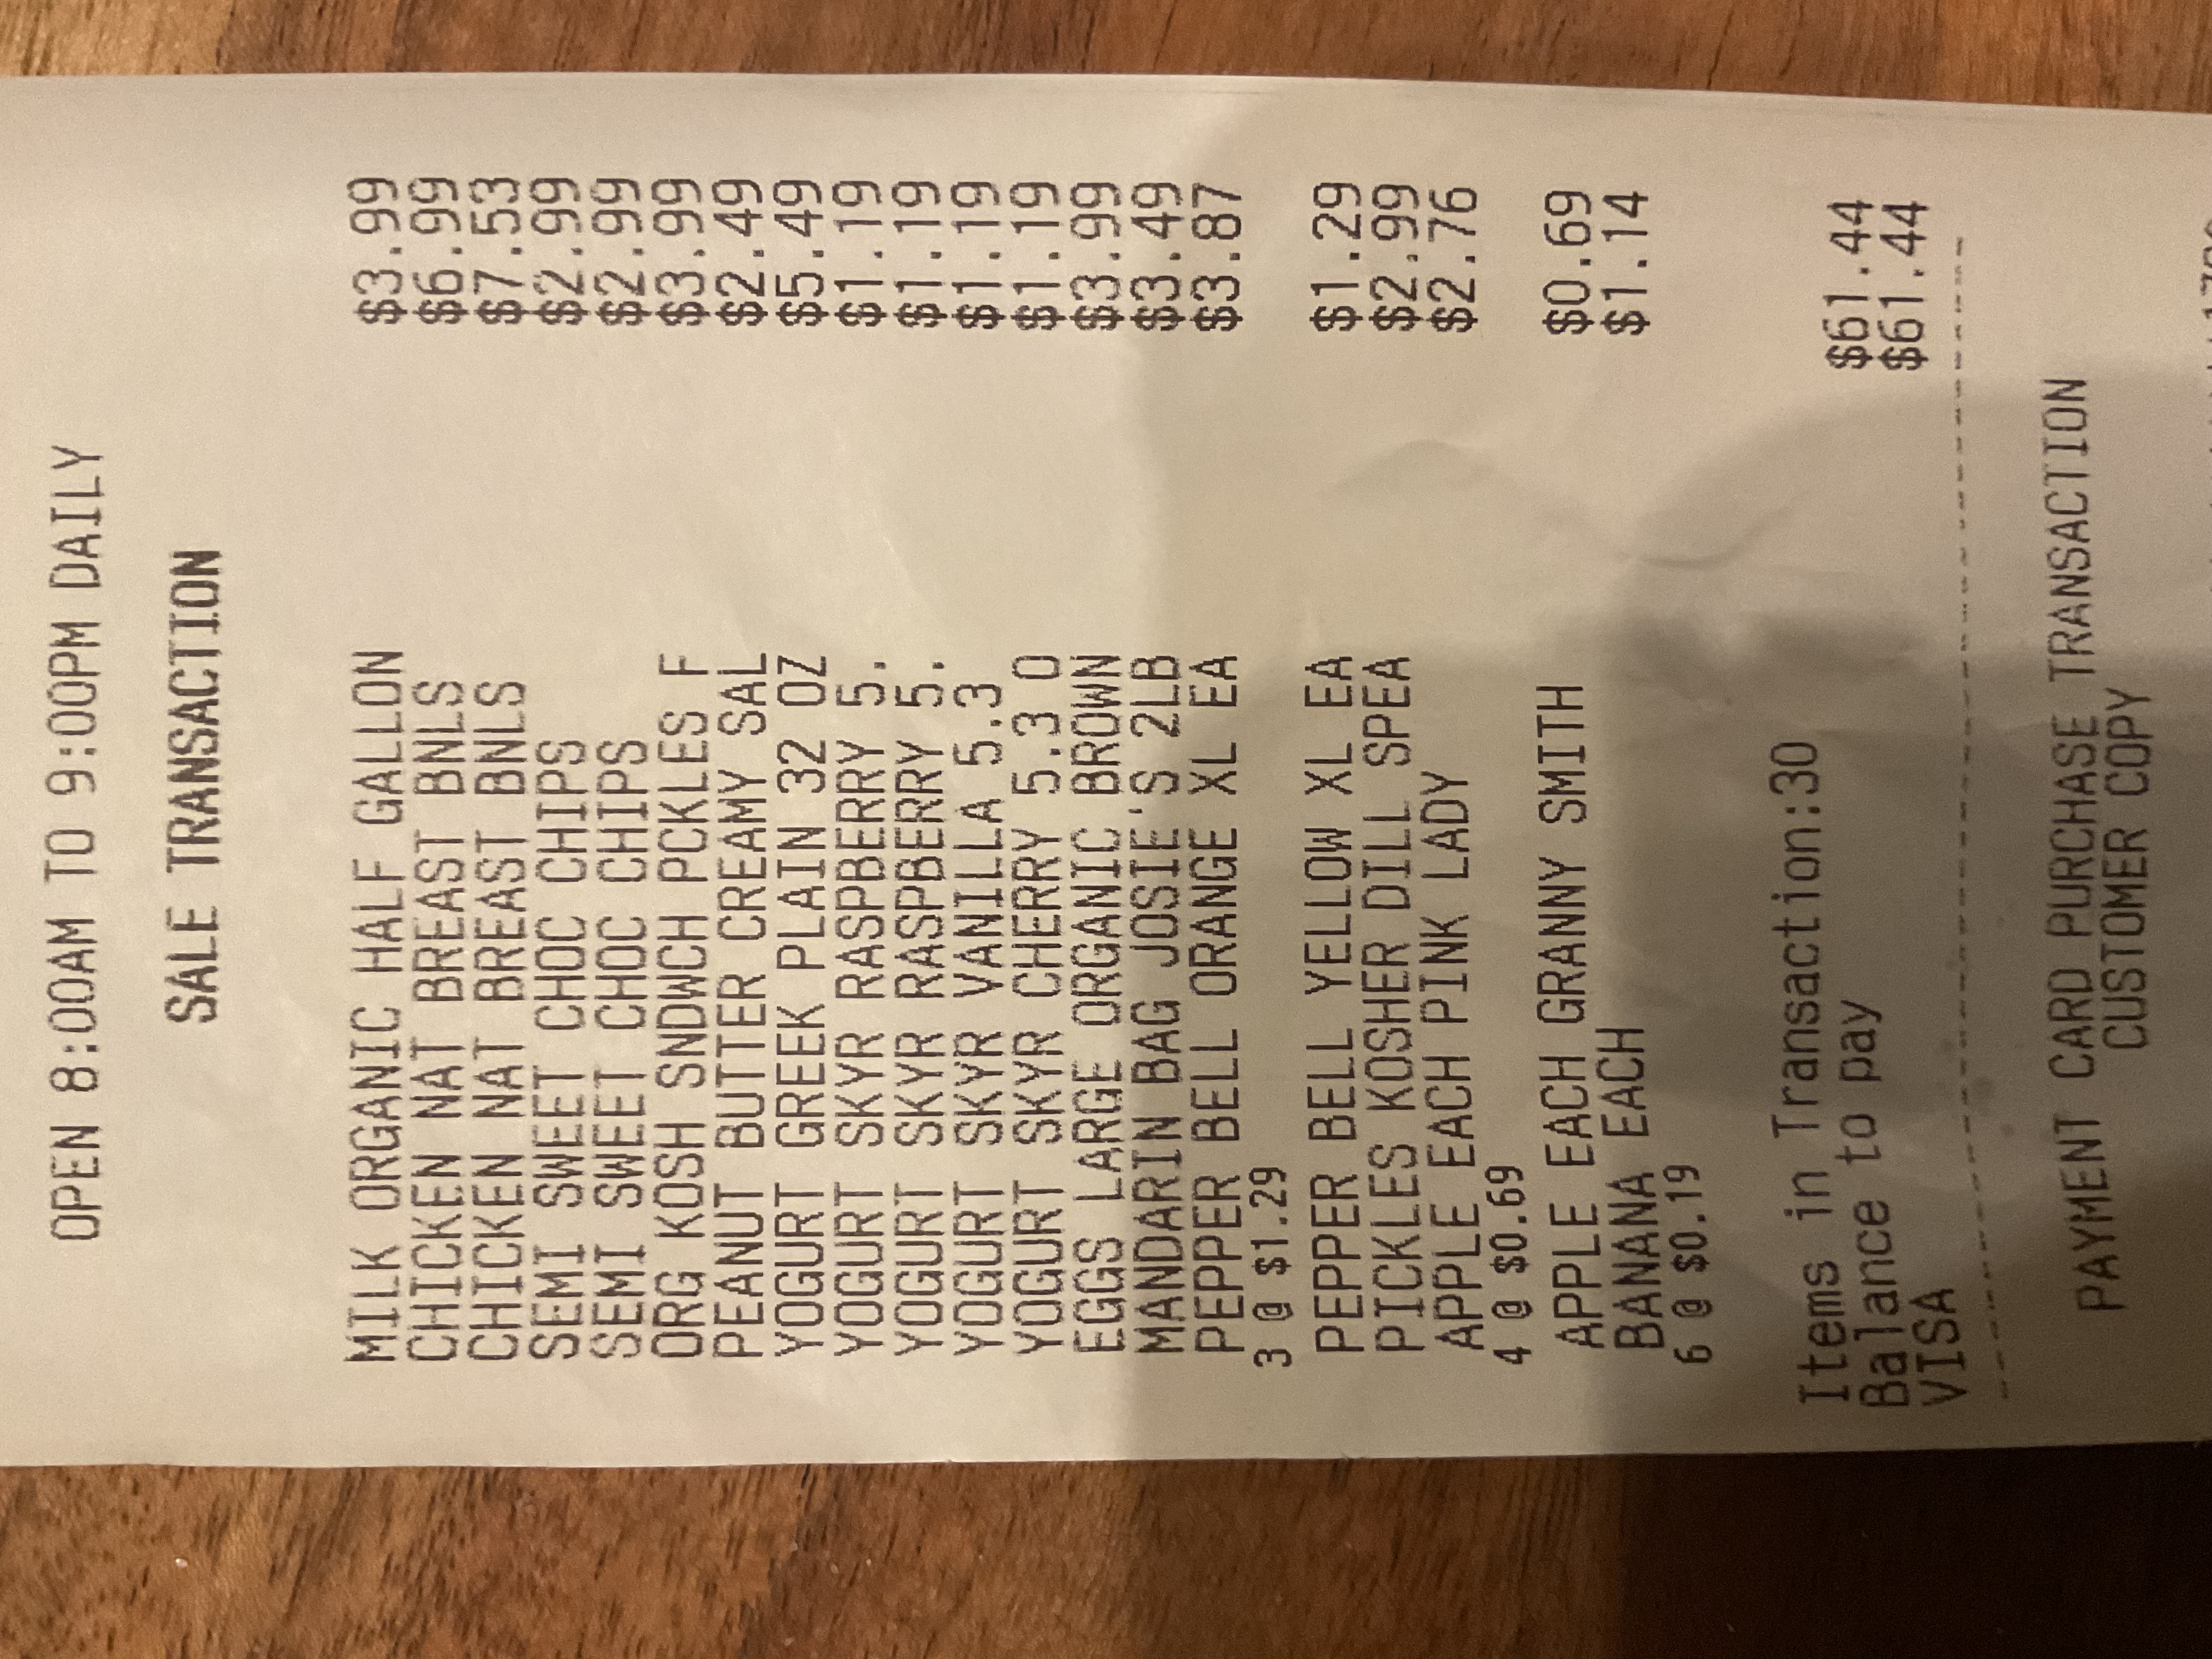 OPEN 8:00AM TO 9:00PM DAILY
SALE TRANSACTION
MILK ORGANIC HALF GALLON $3.99
CHICKEN NAT BREAST BNLS $6.99
CHICKEN NAT BREAST BNLS $7.53
SEMI SWEET CHOC CHIPS $2.99
SEMI SWEET CHOC CHIPS $2.99
ORG KOSH SNDWCH PCKLES F $3.99
PEANUT BUTTER CREAMY SAL $2.49
YOGURT GREEK PLAIN 32 OZ $5.49
YOGURT SKYR RASPBERRY 5. $1.19
YOGURT SKYR RASPBERRY 5. $1.19
YOGURT SKYR VANILLA 5.3 $1.19
YOGURT SKYR CHERRY 5.3 O $1.19
EGGS LARGE ORGANIC BROWN $3.99
MANDARIN BAG JOSIE'S 2LB $3.49
PEPPER BELL ORANGE XL EA $3.87
3 @ $1.29
PEPPER BELL YELLOW XL EA $1.29
PICKLES KOSHER DILL SPEA $2.99
APPLE EACH PINK LADY $2.76
4 @ $0.69
APPLE EACH GRANNY SMITH $0.69
BANANA EACH $1.14
6 @ $0.19
Items in Transaction:30
Balance to pay $61.44
VISA $61.44
PAYMENT CARD PURCHASE TRANSACTION
CUSTOMER COPY